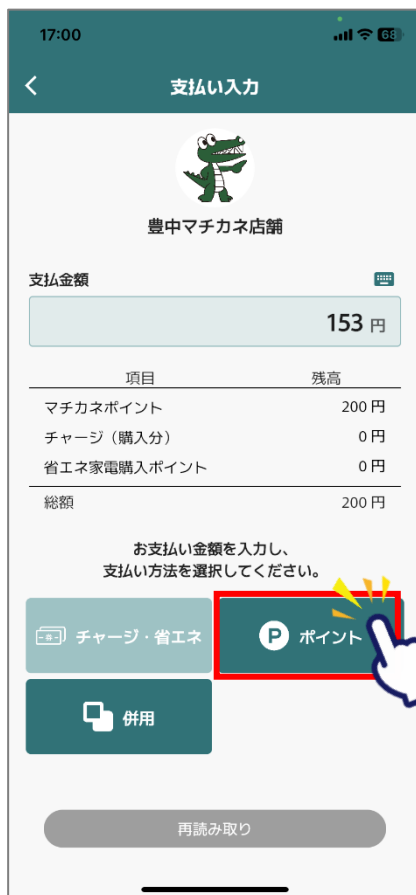 17:00
68
支払い入力
豊中マチカネ店舗
支払金額
153 円
項目 残高
マチカネポイント 200 円
チャージ（購入分） 0 円
省エネ家電購入ポイント 0 円
総額 200 円
お支払い金額を入力し、
支払い方法を選択してください。
チャージ・省エネ
P ポイント
併用
再読み取り